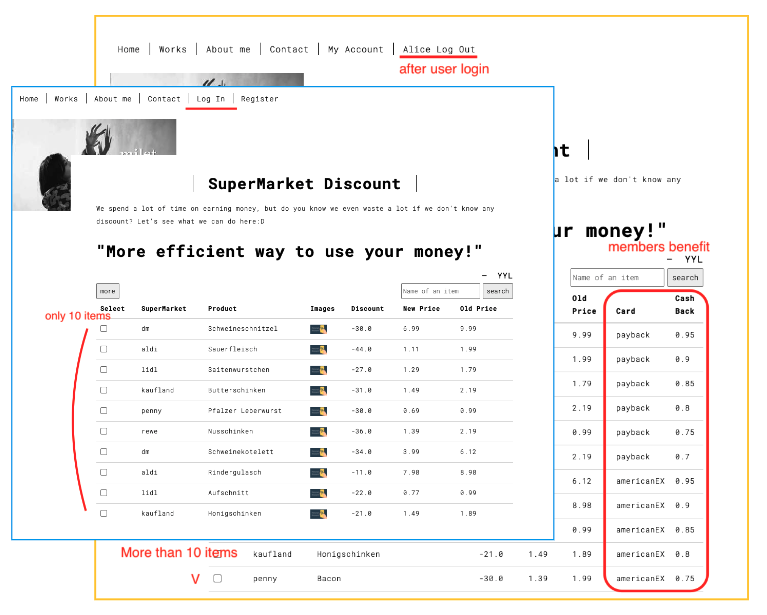 Home Works About me Contact My Account Alice Log Out
after user login
Home Works About me Contact Log In Register
milet
SuperMarket Discount
We spend a lot of time on earning money, but do you know we even waste a lot if we don't know any
discount? Let's see what we can do here:D
"More efficient way to use your money!"
— YYL
more Name of an item search
Select SuperMarket Product Images Discount New Price Old Price
only 10 items
dm Schweineschnitzel -30.0 6.99 9.99
aldi Sauerfleisch -44.0 1.11 1.99
lidl Saitenwurstchen -27.0 1.29 1.79
kaufland Butterschinken -31.0 1.49 2.19
penny Pfalzer Leberwurst -30.0 0.69 0.99
rewe Nusschinken -36.0 1.39 2.19
dm Schweinekotelett -34.0 3.99 6.12
aldi Rindergulasch -11.0 7.98 8.98
lidl Aufschnitt -22.0 0.77 0.99
kaufland Honigschinken -21.0 1.49 1.89
nt
a lot if we don't know any
ur money!"
members benefit
— YYL
Name of an item search
Old Price Card Cash Back
9.99 payback 0.95
1.99 payback 0.9
1.79 payback 0.85
2.19 payback 0.8
0.99 payback 0.75
2.19 payback 0.7
6.12 americanEX 0.95
8.98 americanEX 0.9
0.99 americanEX 0.85
More than 10 items
kaufland Honigschinken -21.0 1.49 1.89 americanEX 0.8
V
penny Bacon -30.0 1.39 1.99 americanEX 0.75